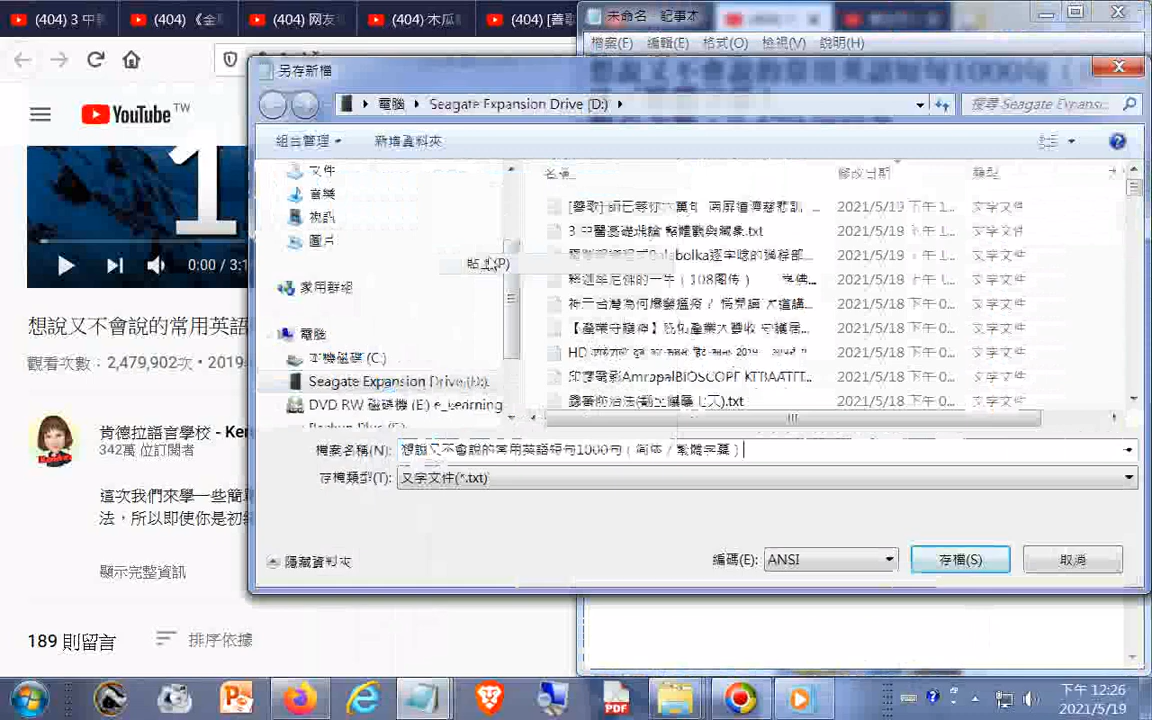 (404) 3 中
(404) 《金
(404) 网友
(404) 木瓜
(404) [善
未命名 - 記事本
檔案(F) 編輯(E) 格式(O) 檢視(V) 說明(H)
另存新檔
電腦 Seagate Expansion Drive (D:)
搜尋 Seagate Expans...
YouTube TW
組合管理 新增資料夾
文件
音樂
視訊
圖片
家用群組
電腦
本機磁碟 (C:)
Seagate Expansion Drive (D:)
DVD RW 磁碟機 (E:) e_Learning
名稱 修改日期 類型
2021/5/19 下午 1... 文字文件
2021/5/19 下午 1... 文字文件
2021/5/19 下午 1... 文字文件
2021/5/18 下午 0... 文字文件
2021/5/18 下午 0... 文字文件
2021/5/18 下午 0... 文字文件
2021/5/18 下午 0... 文字文件
2021/5/18 下午 0... 文字文件
2021/5/18 下午 0... 文字文件
貼上(P)
1
0:00 / 3:1
想說又不會說的常用英語
觀看次數：2,479,902次 • 2019
肯德拉語言學校 - Ken
342萬 位訂閱者
這次我們來學一些簡單
法，所以即使你是初級
顯示完整資訊
189 則留言 排序依據
檔案名稱(N): 想說又不會說的常用英語短句1000句（簡体 / 繁體字幕）
存檔類型(T): 文字文件(*.txt)
隱藏資料夾
編碼(E): ANSI 存檔(S) 取消
PDF
下午 12:26
2021/5/19